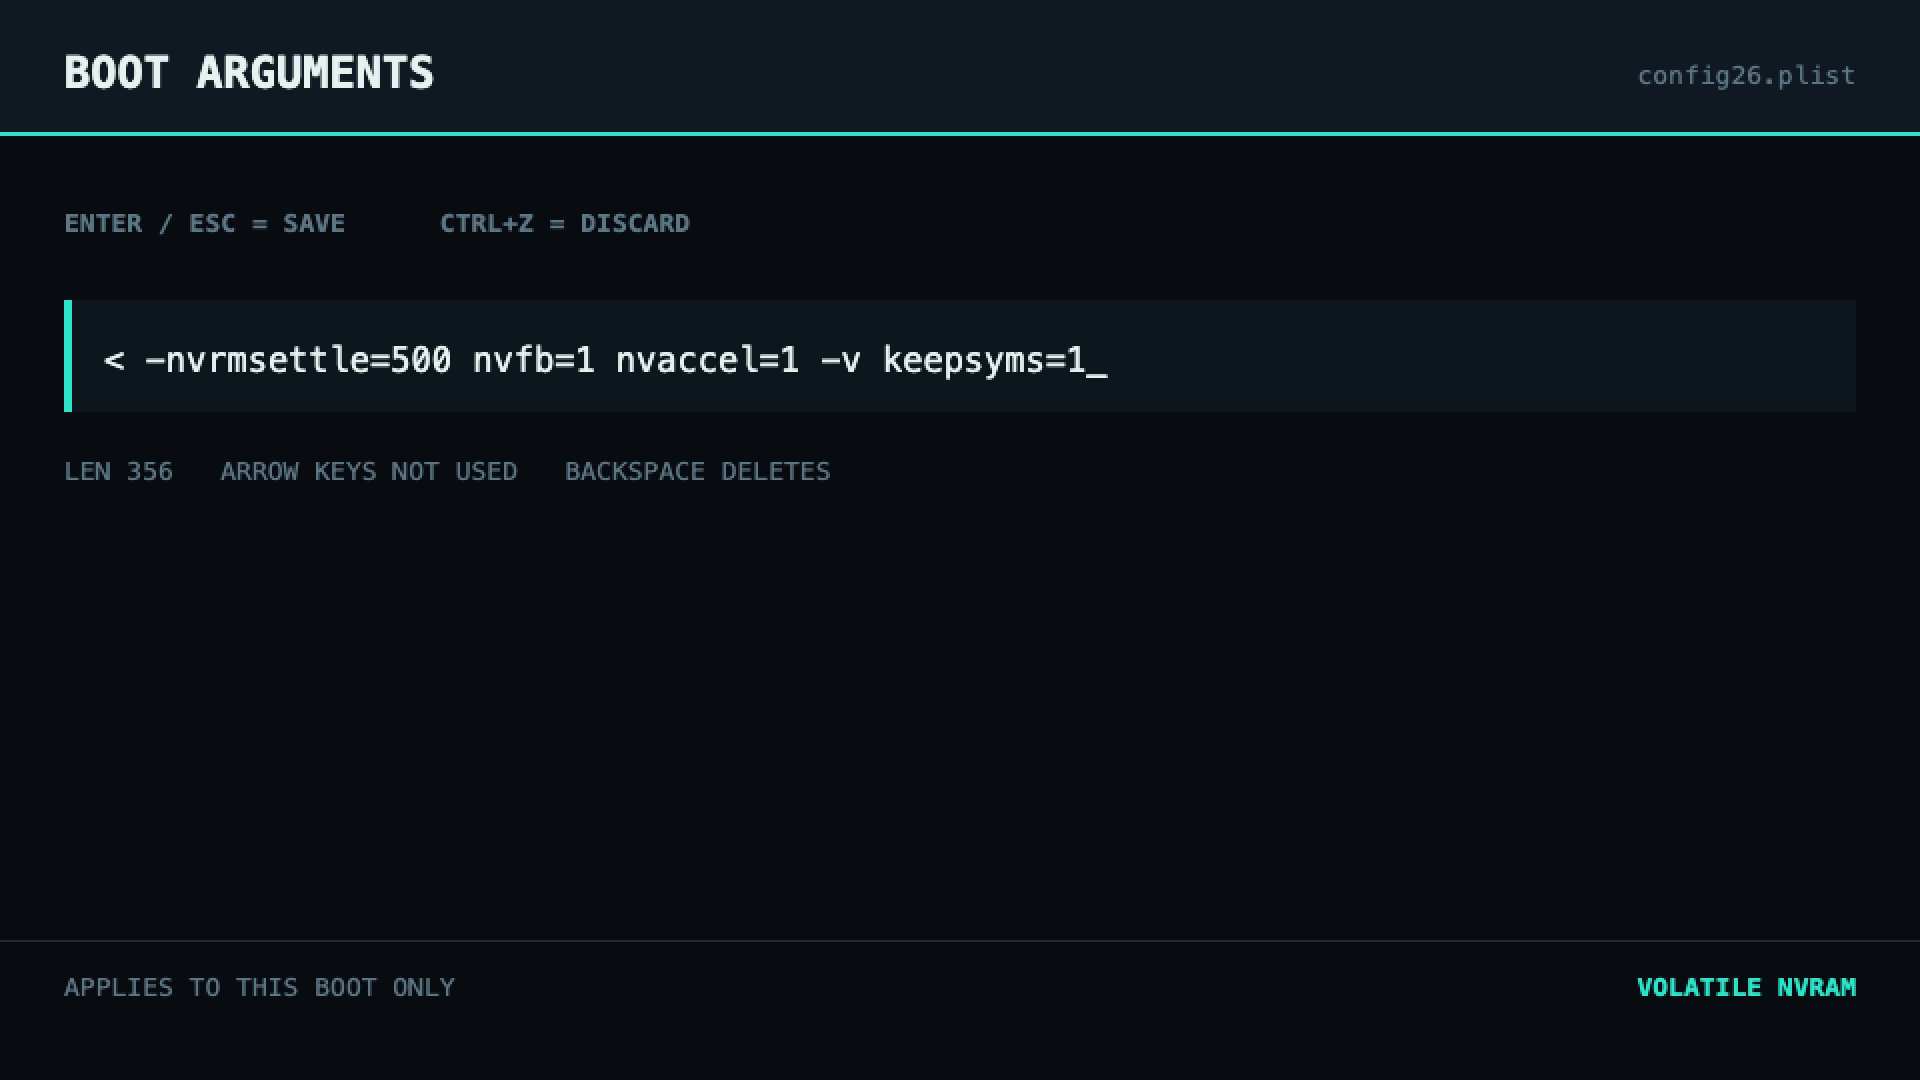 BOOT ARGUMENTS
config26.plist
ENTER / ESC = SAVE CTRL+Z = DISCARD
< -nvrmsettle=500 nvfb=1 nvaccel=1 -v keepsyms=1_
LEN 356 ARROW KEYS NOT USED BACKSPACE DELETES
APPLIES TO THIS BOOT ONLY
VOLATILE NVRAM